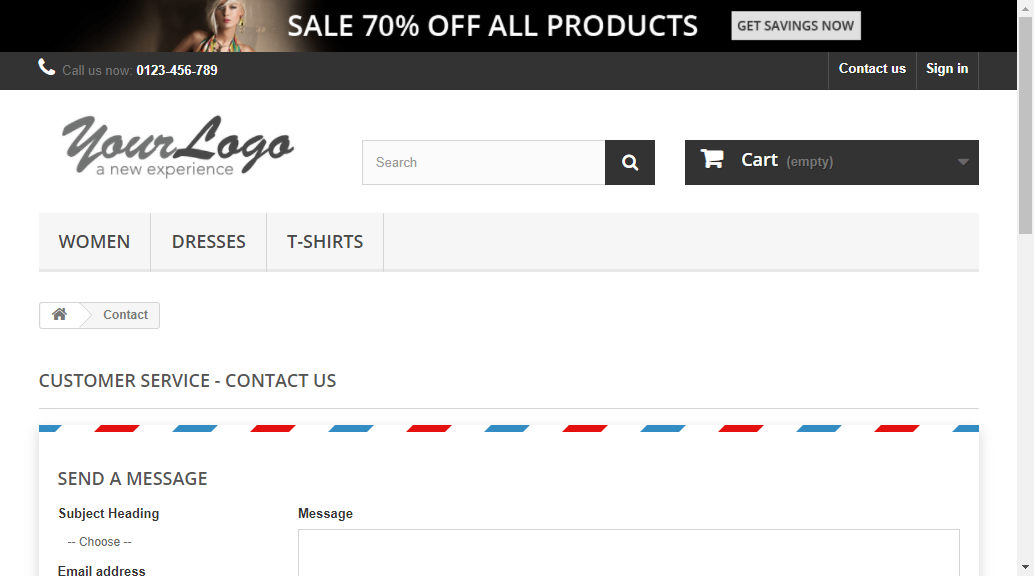 SALE 70% OFF ALL PRODUCTS
GET SAVINGS NOW
Call us now: 0123-456-789
Contact us
Sign in
YourLogo
a new experience
Search
Cart (empty)
WOMEN
DRESSES
T-SHIRTS
Contact
CUSTOMER SERVICE - CONTACT US
SEND A MESSAGE
Subject Heading
Message
-- Choose --
Email address